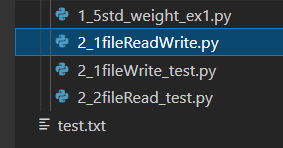 1_5std_weight_ex1.py
2_1fileReadWrite.py
2_1fileWrite_test.py
2_2fileRead_test.py
test.txt